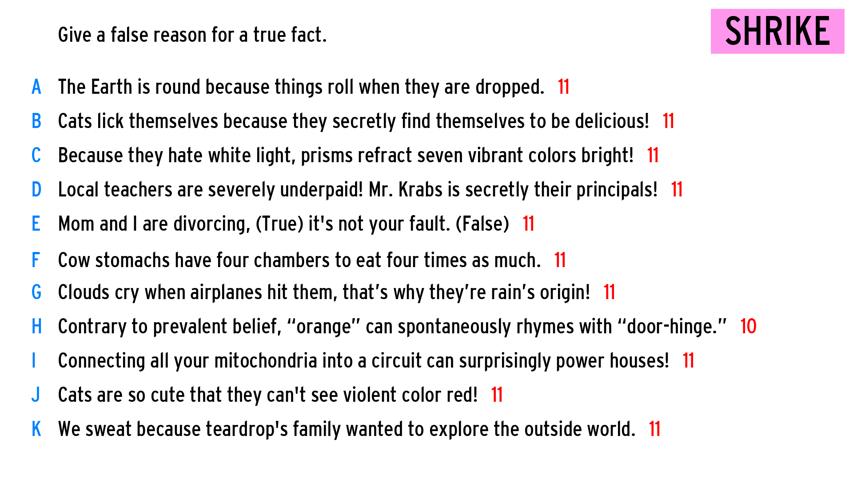 Give a false reason for a true fact.
SHRIKE
A The Earth is round because things roll when they are dropped. 11
B Cats lick themselves because they secretly find themselves to be delicious! 11
C Because they hate white light, prisms refract seven vibrant colors bright! 11
D Local teachers are severely underpaid! Mr. Krabs is secretly their principals! 11
E Mom and I are divorcing, (True) it's not your fault. (False) 11
F Cow stomachs have four chambers to eat four times as much. 11
G Clouds cry when airplanes hit them, that’s why they’re rain’s origin! 11
H Contrary to prevalent belief, “orange” can spontaneously rhymes with “door-hinge.” 10
I Connecting all your mitochondria into a circuit can surprisingly power houses! 11
J Cats are so cute that they can't see violent color red! 11
K We sweat because teardrop's family wanted to explore the outside world. 11